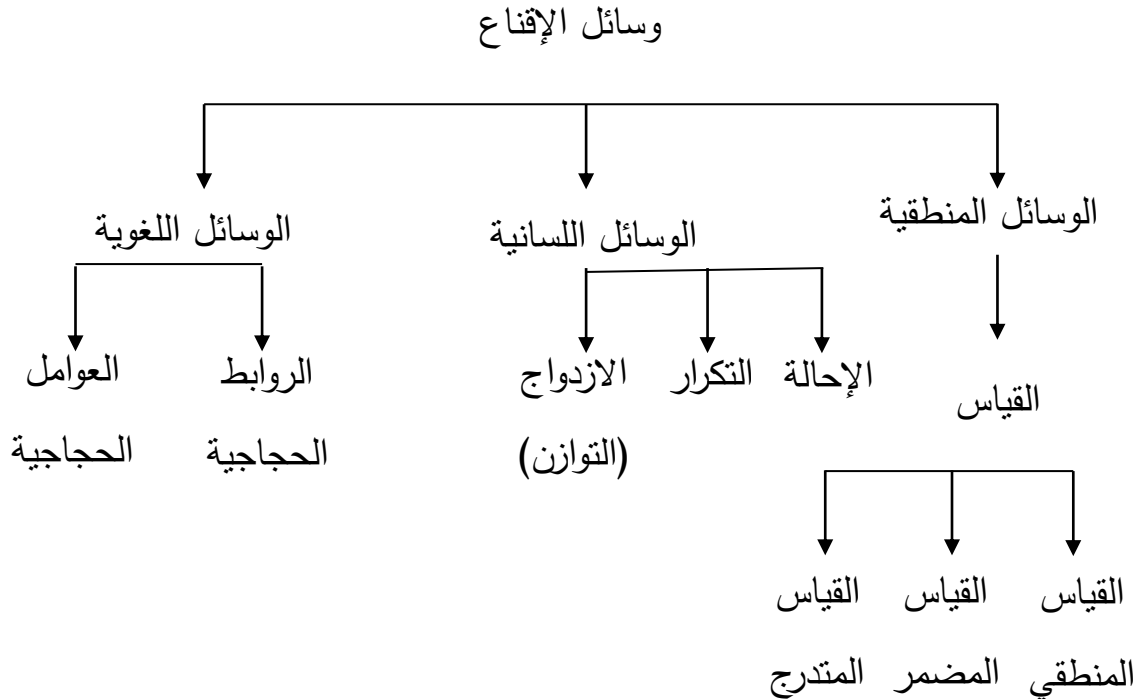 وسائل الإقناع
الوسائل المنطقية
الوسائل اللسانية
الوسائل اللغوية
الإحالة
التكرار
الازدواج
(التوازن)
الروابط
الحجاجية
العوامل
الحجاجية
القياس
القياس
المنطقي
القياس
المضمر
القياس
المتدرج